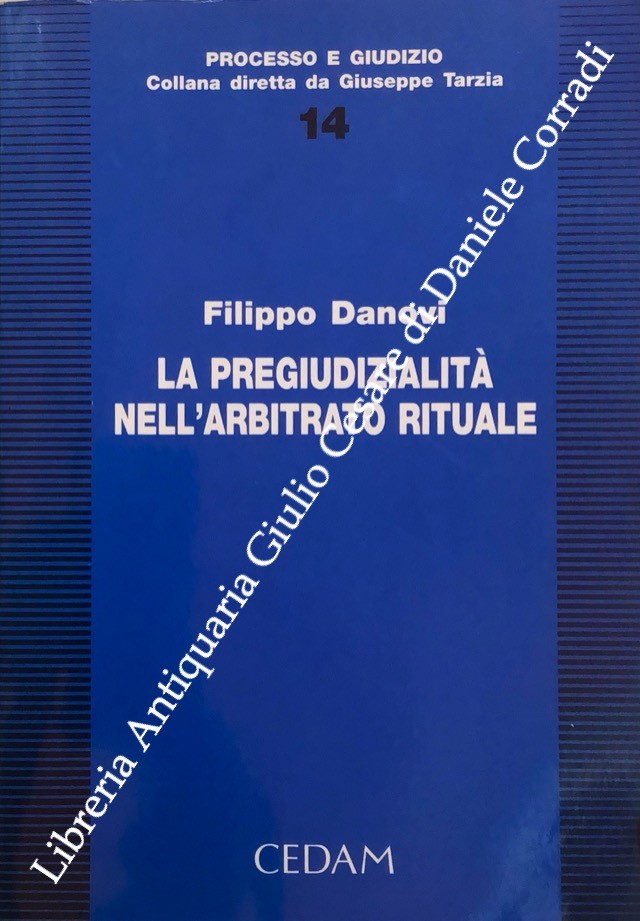 PROCESSO E GIUDIZIO
Collana diretta da Giuseppe Tarzia
14
Filippo Danovi
LA PREGIUDIZIALITÀ
NELL'ARBITRATO RITUALE
CEDAM
Libreria Antiquaria Giulio Cesare di Daniele Corradi